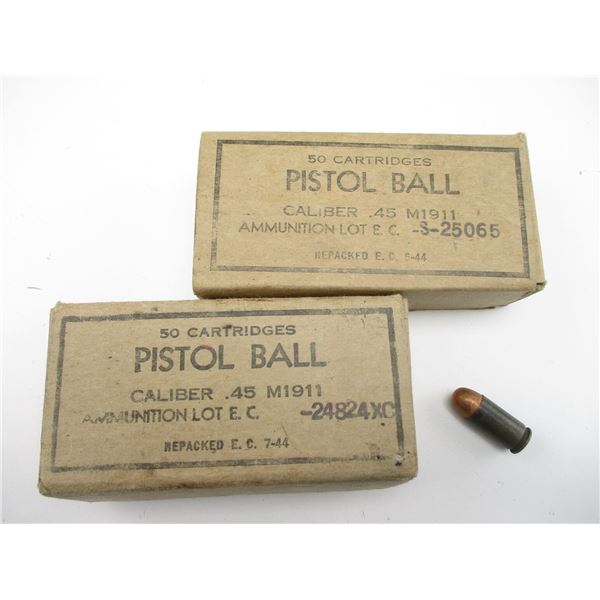 50 CARTRIDGES
PISTOL BALL
CALIBER .45 M1911
AMMUNITION LOT E. C. -S-25065
REPACKED E. C. 6-44
50 CARTRIDGES
PISTOL BALL
CALIBER .45 M1911
AMMUNITION LOT E. C. -24824XC
REPACKED E. C. 7-44